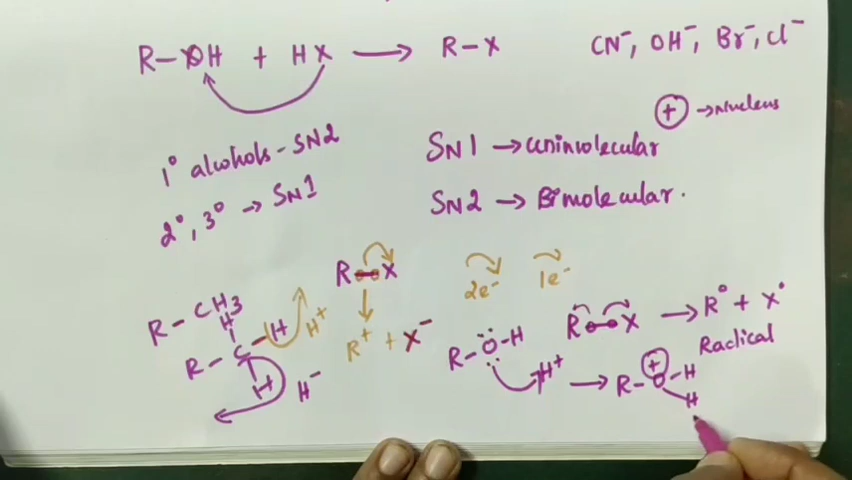 R-OH + HX → R-X
CN⁻, OH⁻, Br⁻, Cl⁻
⊕ → Nucleus
1° alcohols - SN2
2°, 3° → SN1
SN1 → Uninvolecular
SN2 → Bimolecular.
R-X
R⁺ + X⁻
2e⁻ 1e⁻
R-X → R° + X•
Radical
R-CH3
H
R-C-H H⁺
H H⁻
R-Ö-H
H⁺ → R-O-H
⊕
H